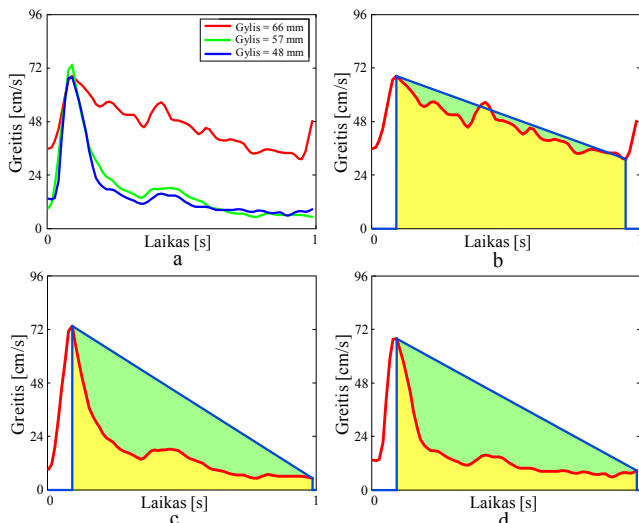 96
72
48
24
0
Greitis [cm/s]
Gylis = 66 mm
Gylis = 57 mm
Gylis = 48 mm
0
Laikas [s]
1
a
96
72
48
24
0
Greitis [cm/s]
0
Laikas [s]
1
b
96
72
48
24
0
Greitis [cm/s]
0
Laikas [s]
1
c
96
72
48
24
0
Greitis [cm/s]
0
Laikas [s]
1
d